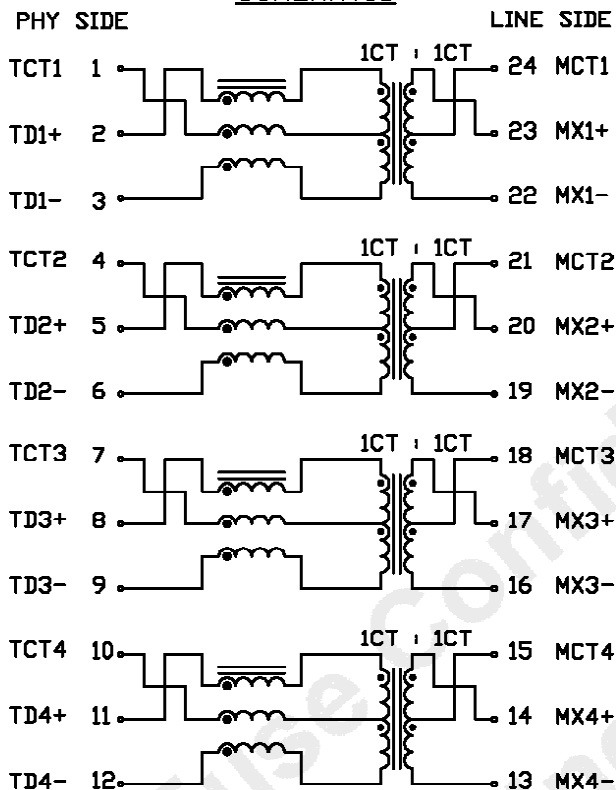 PHY SIDE LINE SIDE
1CT : 1CT
TCT1 1 24 MCT1
TD1+ 2 23 MX1+
TD1- 3 22 MX1-
1CT : 1CT
TCT2 4 21 MCT2
TD2+ 5 20 MX2+
TD2- 6 19 MX2-
1CT : 1CT
TCT3 7 18 MCT3
TD3+ 8 17 MX3+
TD3- 9 16 MX3-
1CT : 1CT
TCT4 10 15 MCT4
TD4+ 11 14 MX4+
TD4- 12 13 MX4-